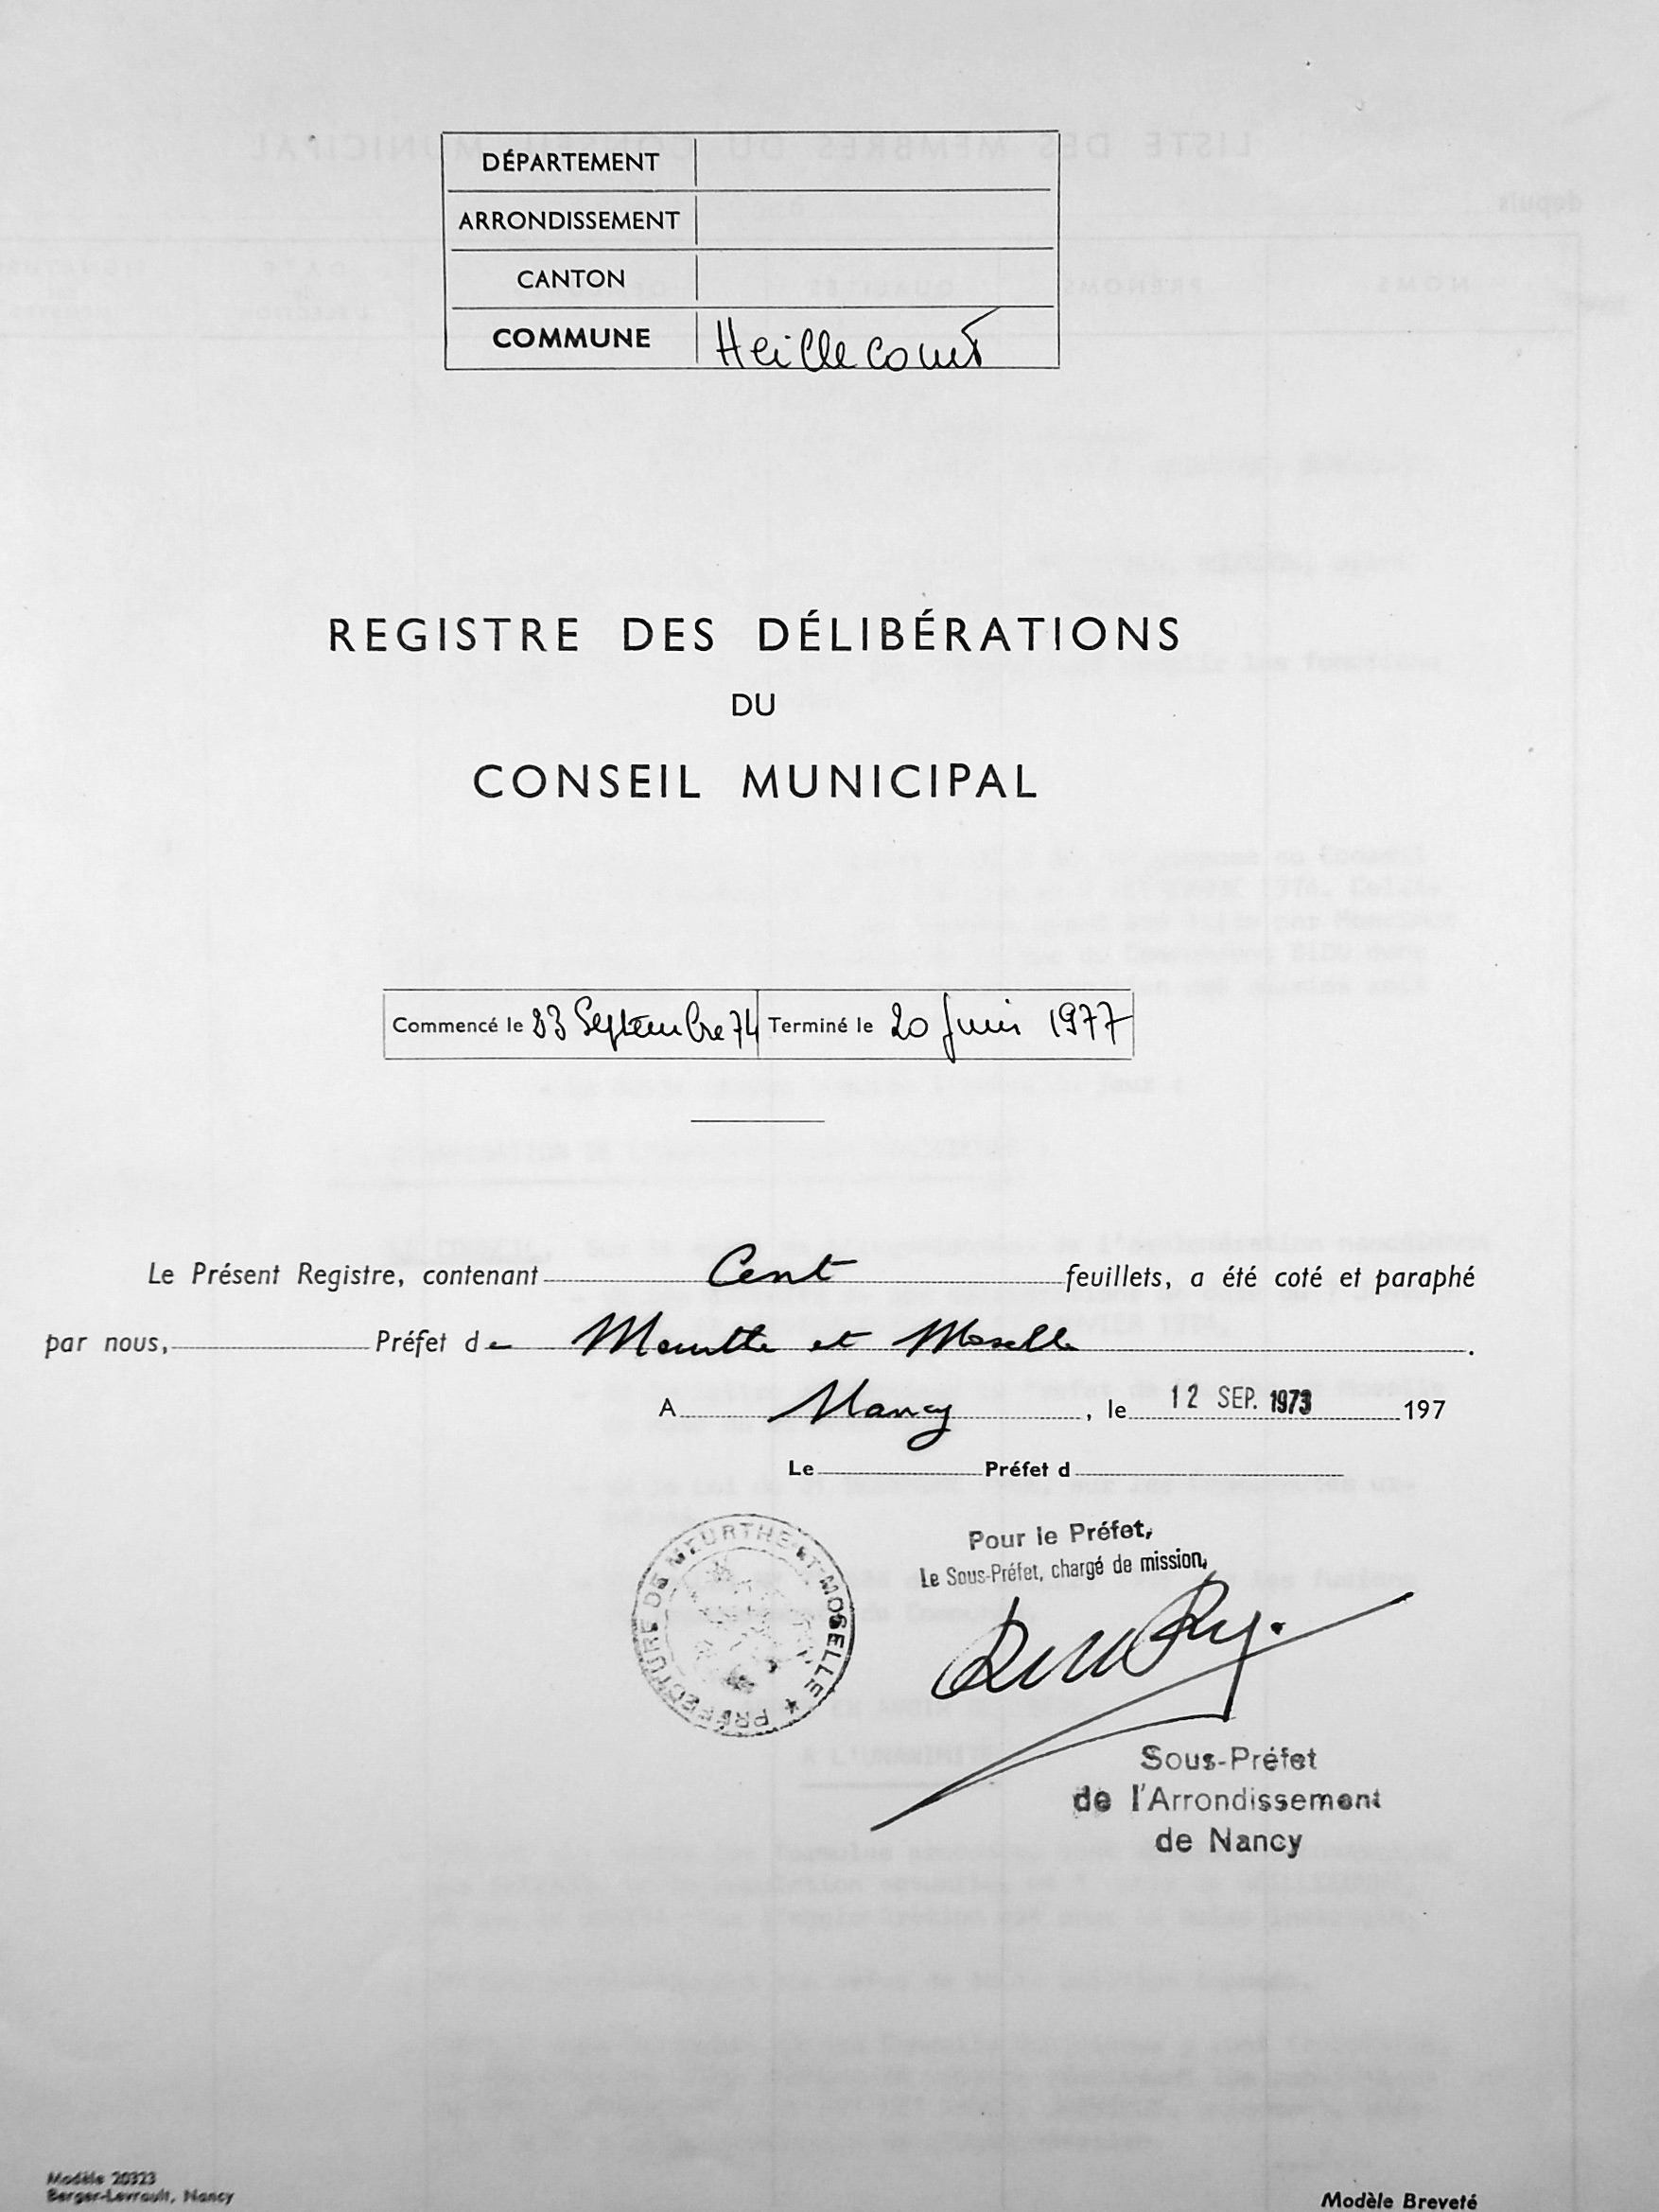 DÉPARTEMENT
ARRONDISSEMENT
CANTON
COMMUNE Heillecourt
REGISTRE DES DÉLIBÉRATIONS
DU
CONSEIL MUNICIPAL
Commencé le 23 Septembre 74 Terminé le 20 Juin 1977
Le Présent Registre, contenant Cent feuillets, a été coté et paraphé
par nous, Préfet de Meurthe et Moselle.
A Nancy, le 12 SEP. 1973 197
Le Préfet d
Pour le Préfet,
Le Sous-Préfet, chargé de mission,
PRÉFECTURE DE MEURTHE-ET-MOSELLE
Sous-Préfet
de l'Arrondissement
de Nancy
Modèle 20323
Berger-Levrault, Nancy
Modèle Breveté